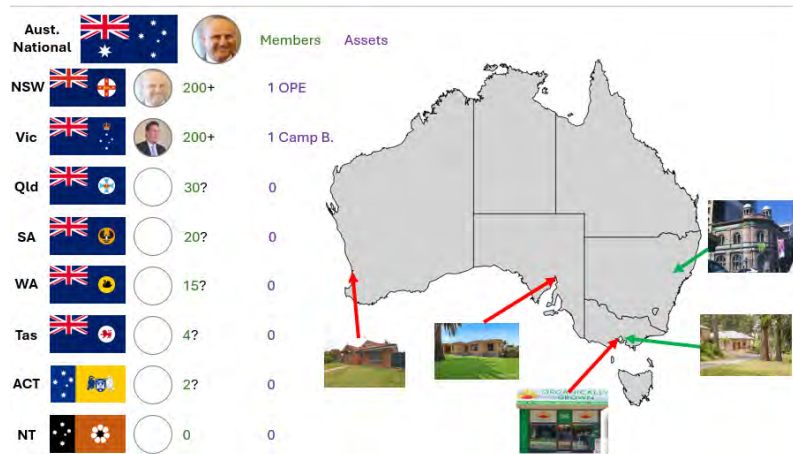 Aust.
National
Members Assets
NSW 200+ 1 OPE
Vic 200+ 1 Camp B.
Qld 30? 0
SA 20? 0
WA 15? 0
Tas 4? 0
ACT 2? 0
NT 0 0
ORGANICALLY
GROWN